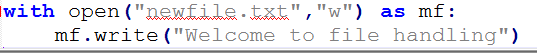 with open("newfile.txt","w") as mf:
    mf.write("Welcome to file handling")